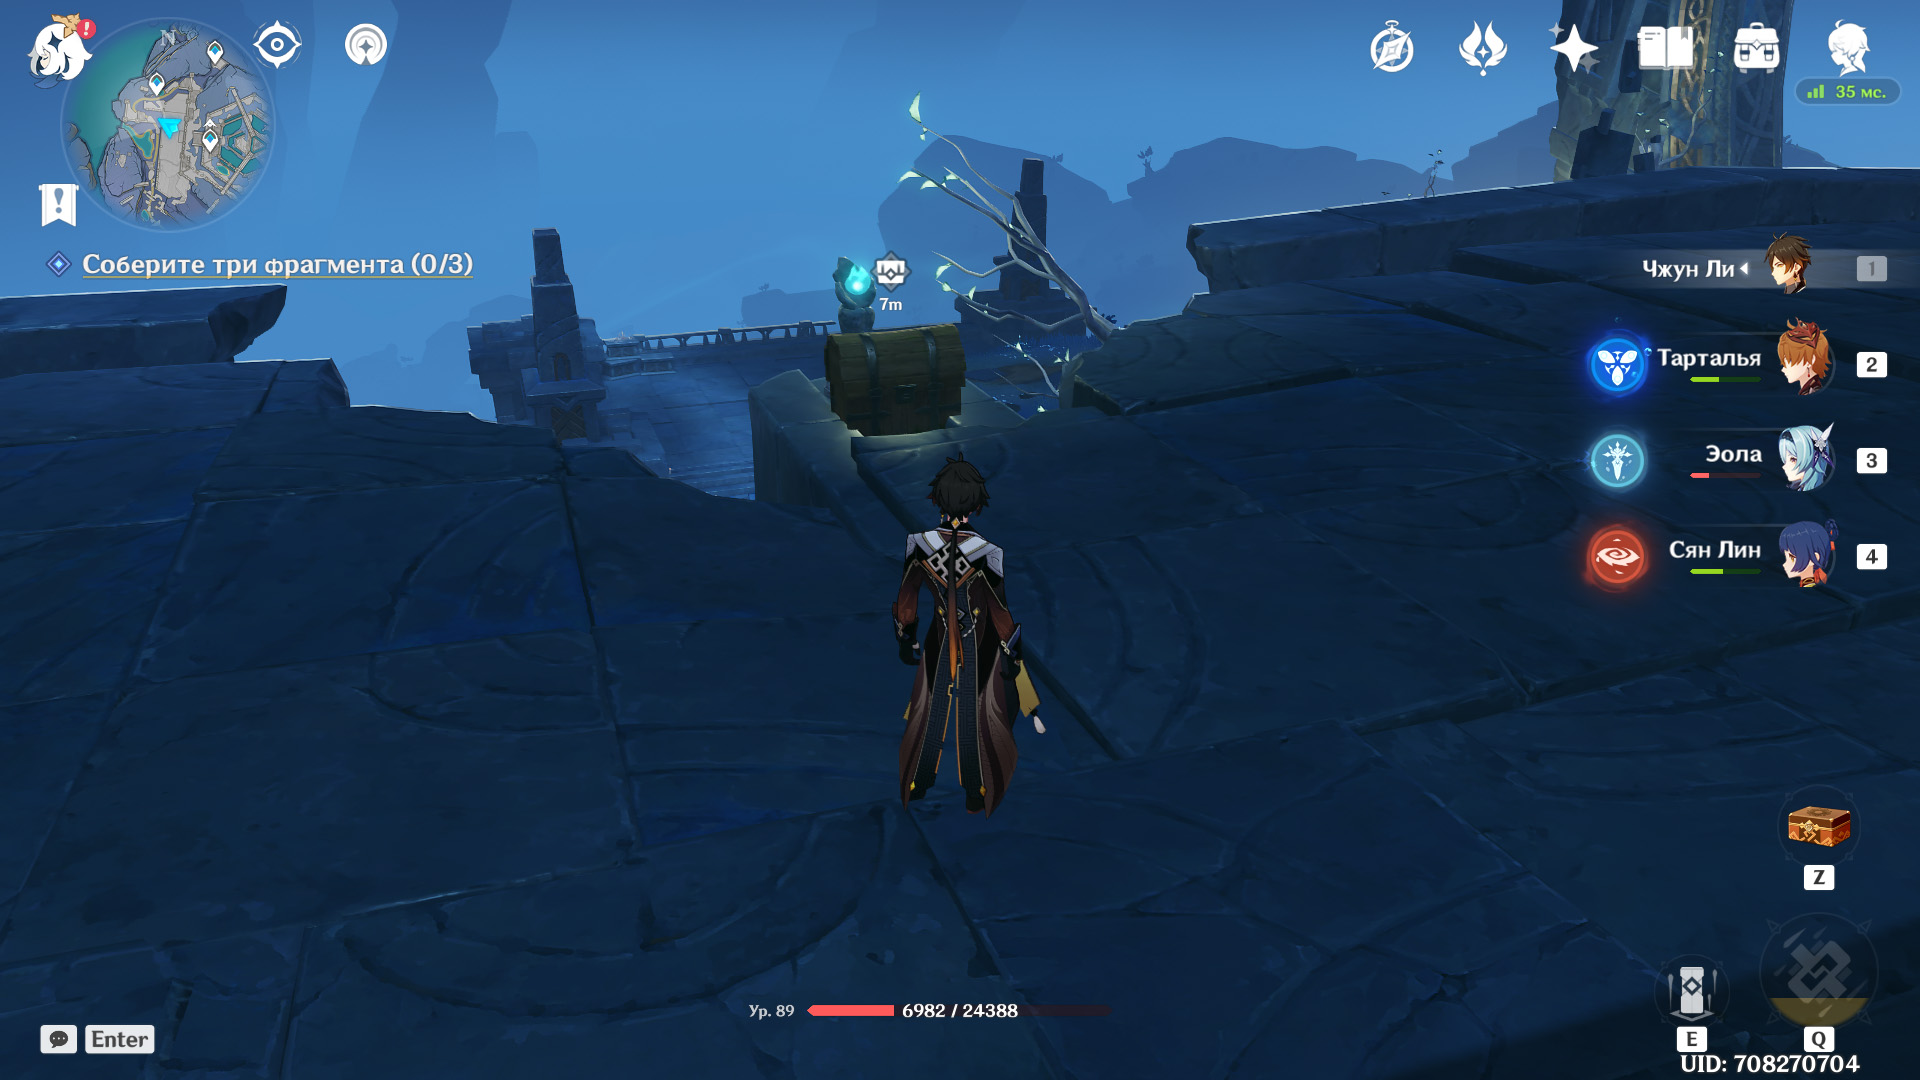 N
35 мс.
Соберите три фрагмента (0/3)
7m
Чжун Ли
1
Тарталья
2
Эола
3
Сян Лин
4
Z
Ур. 89
6982 / 24388
Enter
E
Q
UID: 708270704